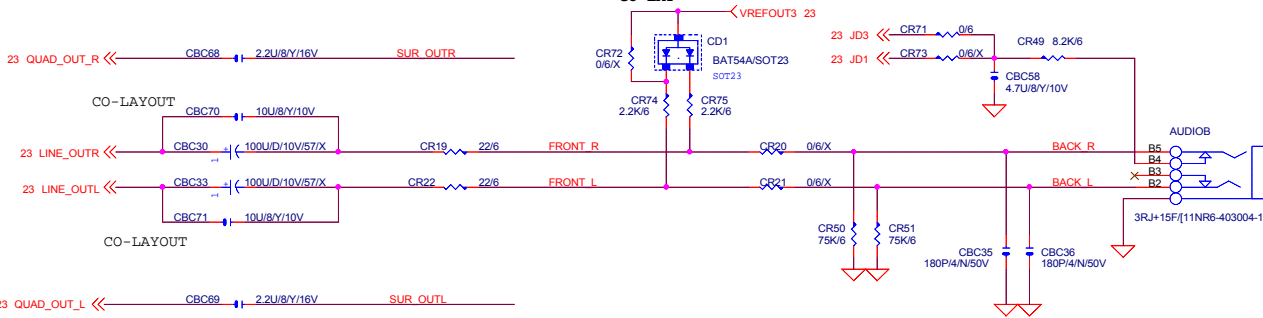 VREFOUT3 23
23 QUAD_OUT_R
CBC68
2.2U/8/Y/16V
SUR_OUTR
CR72
0/6/X
CD1
BAT54A/SOT23
SOT23
23 JD3
CR71
0/6
23 JD1
CR73
0/6/X
CR49 8.2K/6
CBC58
4.7U/8/Y/10V
CO-LAYOUT
CBC70
10U/8/Y/10V
CR74
2.2K/6
CR75
2.2K/6
AUDIOB
23 LINE_OUTR
CBC30
1
+
100U/D/10V/57/X
CR19
22/6
FRONT_R
CR20
0/6/X
BACK_R
B5
B4
B3
B2
23 LINE_OUTL
CBC33
1
+
100U/D/10V/57/X
CR22
22/6
FRONT_L
CR21
0/6/X
BACK_L
CBC71
10U/8/Y/10V
CO-LAYOUT
CR50
75K/6
CR51
75K/6
CBC35
180P/4/N/50V
CBC36
180P/4/N/50V
3RJ+15F/[11NR6-403004-1
23 QUAD_OUT_L
CBC69
2.2U/8/Y/16V
SUR_OUTL